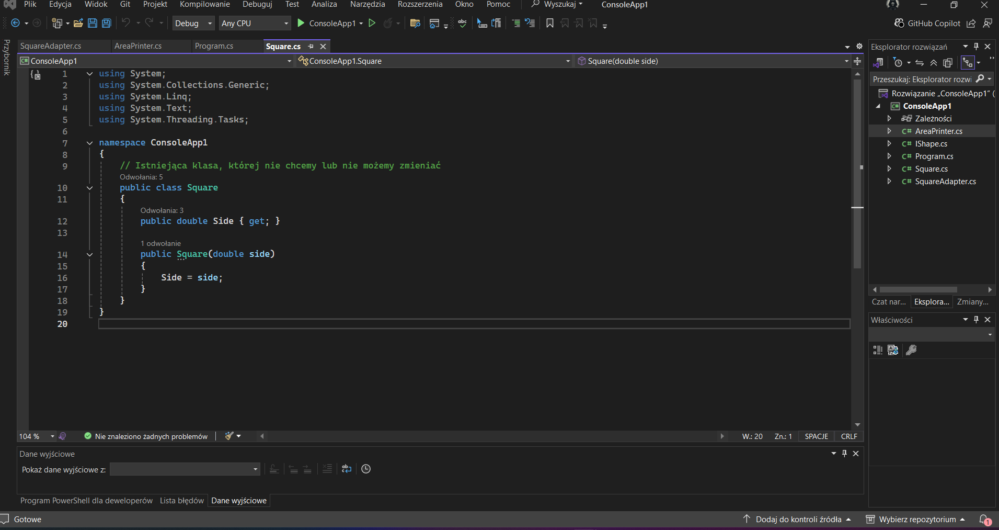 Plik Edycja Widok Git Projekt Kompilowanie Debuguj Test Analiza Narzędzia Rozszerzenia Okno Pomoc Wyszukaj ConsoleApp1
Debug Any CPU ConsoleApp1 GitHub Copilot
Przybornik
SquareAdapter.cs AreaPrinter.cs Program.cs Square.cs
ConsoleApp1 ConsoleApp1.Square Square(double side)
1 using System;
2 using System.Collections.Generic;
3 using System.Linq;
4 using System.Text;
5 using System.Threading.Tasks;
6
7 namespace ConsoleApp1
8 {
9 // Istniejąca klasa, której nie chcemy lub nie możemy zmieniać
Odwołania: 5
10 public class Square
11 {
Odwołania: 3
12 public double Side { get; }
13
1 odwołanie
14 public Square(double side)
15 {
16 Side = side;
17 }
18 }
19 }
20
104 % Nie znaleziono żadnych problemów W.: 20 Zn.: 1 SPACJE CRLF
Dane wyjściowe
Pokaż dane wyjściowe z:
Program PowerShell dla deweloperów Lista błędów Dane wyjściowe
Eksplorator rozwiązań
Przeszukaj: Eksplorator rozwi
Rozwiązanie „ConsoleApp1” (
ConsoleApp1
Zależności
C# AreaPrinter.cs
C# IShape.cs
C# Program.cs
C# Square.cs
C# SquareAdapter.cs
Czat nar... Eksplora... Zmiany...
Właściwości
Gotowe Dodaj do kontroli źródła Wybierz repozytorium 1